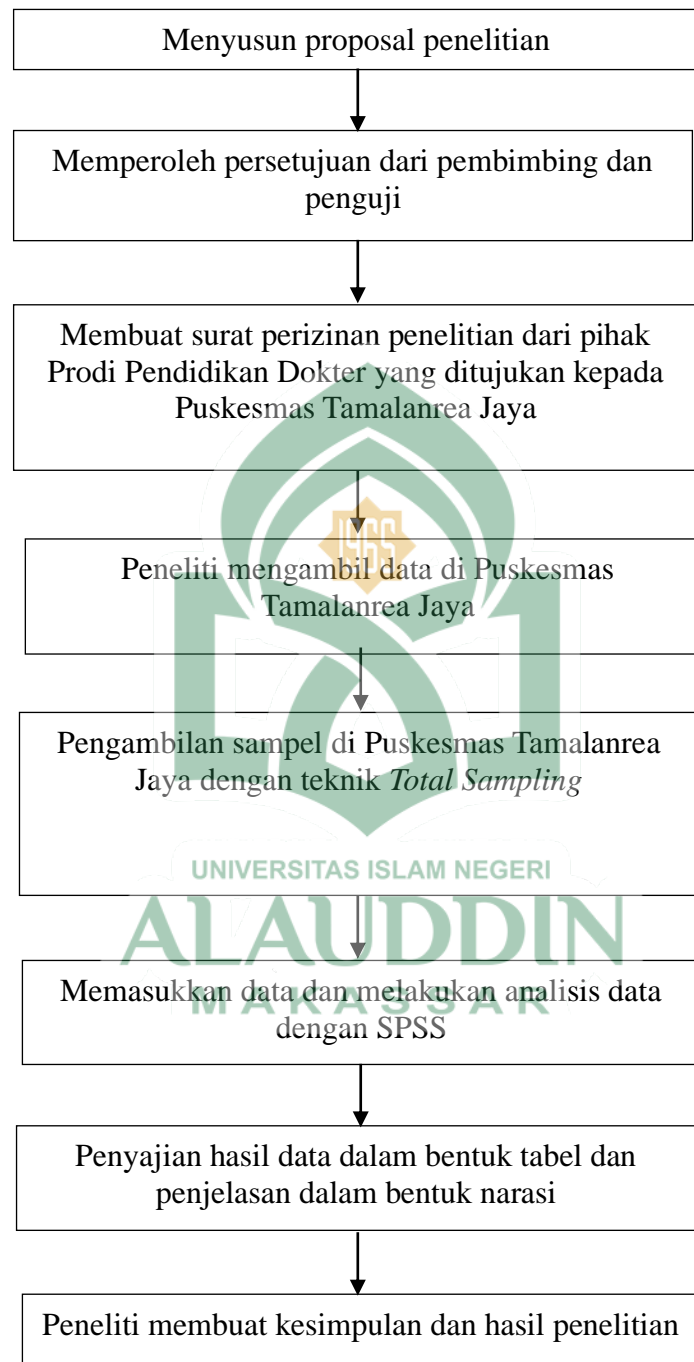 Menyusun proposal penelitian
Memperoleh persetujuan dari pembimbing dan
penguji
Membuat surat perizinan penelitian dari pihak
Prodi Pendidikan Dokter yang ditujukan kepada
Puskesmas Tamalanrea Jaya
1965
Peneliti mengambil data di Puskesmas
Tamalanrea Jaya
Pengambilan sampel di Puskesmas Tamalanrea
Jaya dengan teknik Total Sampling
UNIVERSITAS ISLAM NEGERI
ALAUDDIN
Memasukkan data dan melakukan analisis data
MAKASSAR
dengan SPSS
Penyajian hasil data dalam bentuk tabel dan
penjelasan dalam bentuk narasi
Peneliti membuat kesimpulan dan hasil penelitian